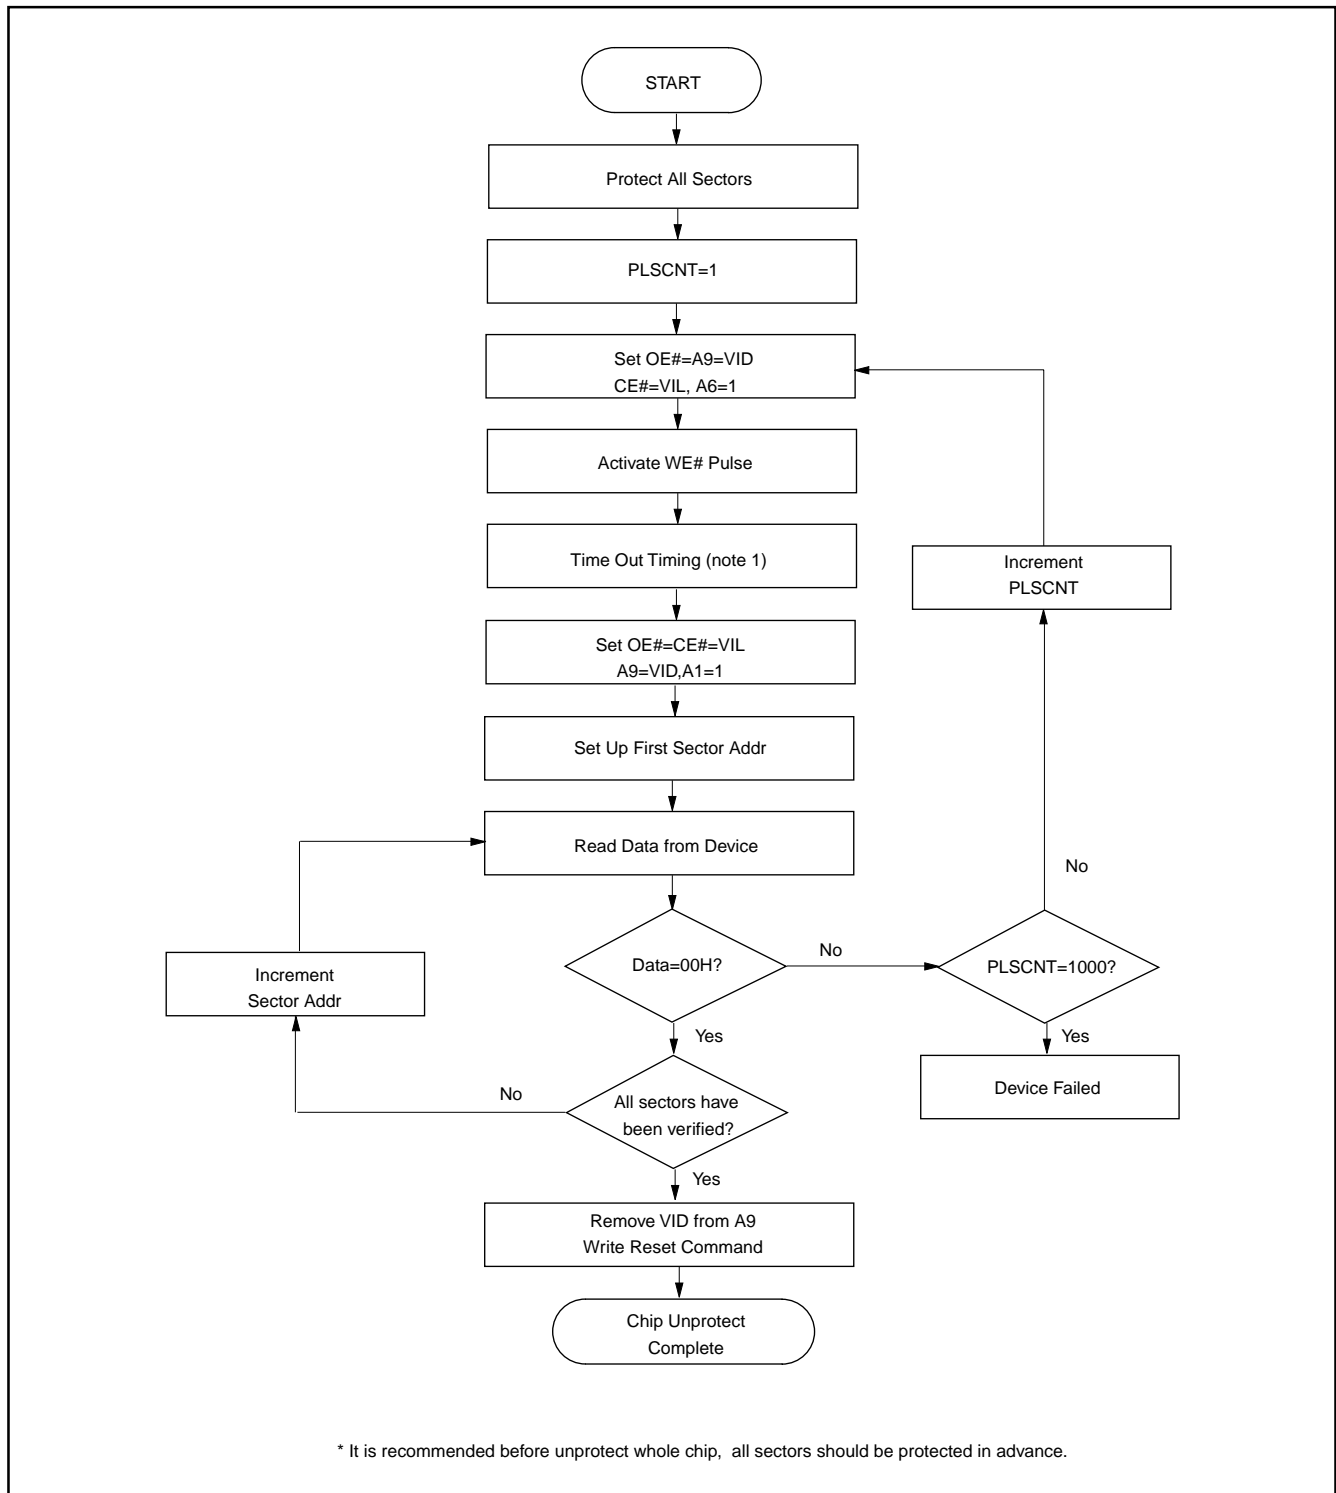 START
Protect All Sectors
PLSCNT=1
Set OE#=A9=VID
CE#=VIL, A6=1
Activate WE# Pulse
Time Out Timing (note 1)
Increment
PLSCNT
Set OE#=CE#=VIL
A9=VID,A1=1
Set Up First Sector Addr
Read Data from Device
No
Data=00H?
No
PLSCNT=1000?
Increment
Sector Addr
Yes
Yes
Device Failed
No
All sectors have
been verified?
Yes
Remove VID from A9
Write Reset Command
Chip Unprotect
Complete
* It is recommended before unprotect whole chip, all sectors should be protected in advance.